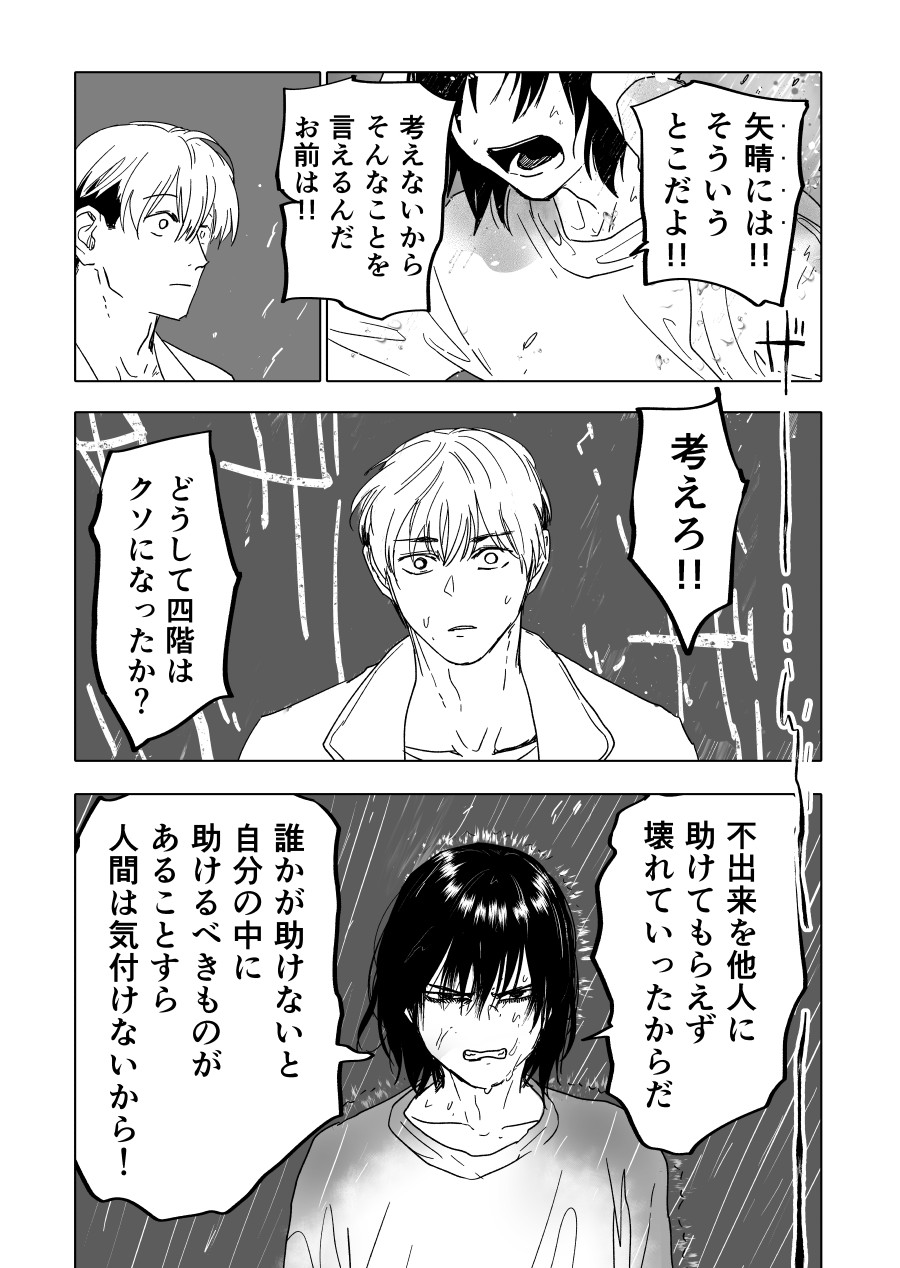 矢晴には!!
そういう
とこだよ!!
考えないから
そんなことを
言えるんだ
お前は!!
考えろ!!
どうして四階は
クソになったか?
不出来を他人に
助けてもらえず
壊れていったからだ
誰かが助けないと
自分の中に
助けるべきものが
あることすら
人間は気付けないから!